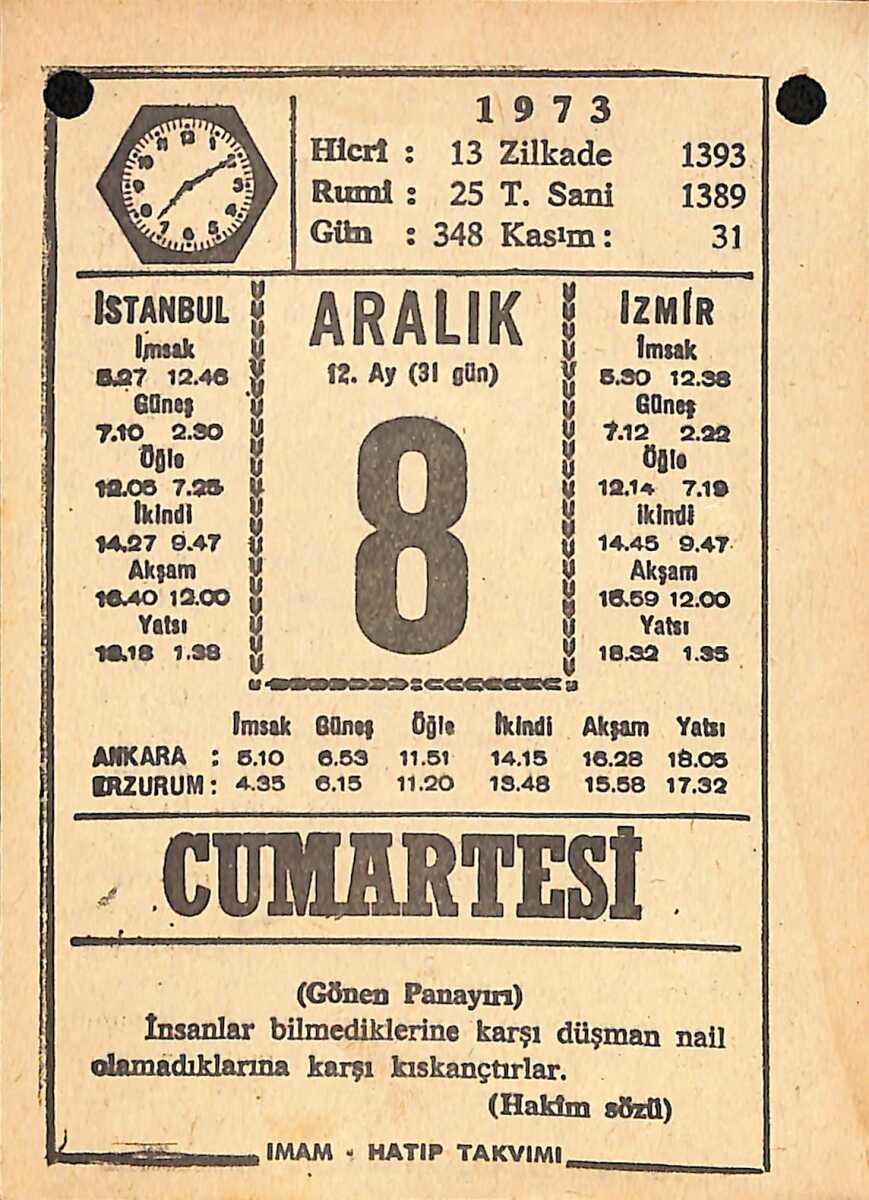 1973
Hicrî : 13 Zilkade 1393
Rumî : 25 T. Sani 1389
Gün : 348 Kasım : 31
İSTANBUL
İmsak
5.27 12.46
Güneş
7.10 2.30
Öğle
12.05 7.25
İkindi
14.27 9.47
Akşam
16.40 12.00
Yatsı
18.18 1.38
ARALIK
12. Ay (31 gün)
8
İZMİR
İmsak
5.30 12.38
Güneş
7.12 2.22
Öğle
12.14 7.19
İkindi
14.45 9.47
Akşam
16.59 12.00
Yatsı
18.32 1.35
İmsak Güneş Öğle İkindi Akşam Yatsı
ANKARA : 5.10 6.53 11.51 14.15 16.28 18.05
ERZURUM : 4.35 6.15 11.20 13.48 15.58 17.32
CUMARTESİ
(Gönen Panayırı)
İnsanlar bilmediklerine karşı düşman nail
olamadıklarına karşı kıskançtırlar.
(Hakîm sözü)
IMAM - HATIP TAKVIMI